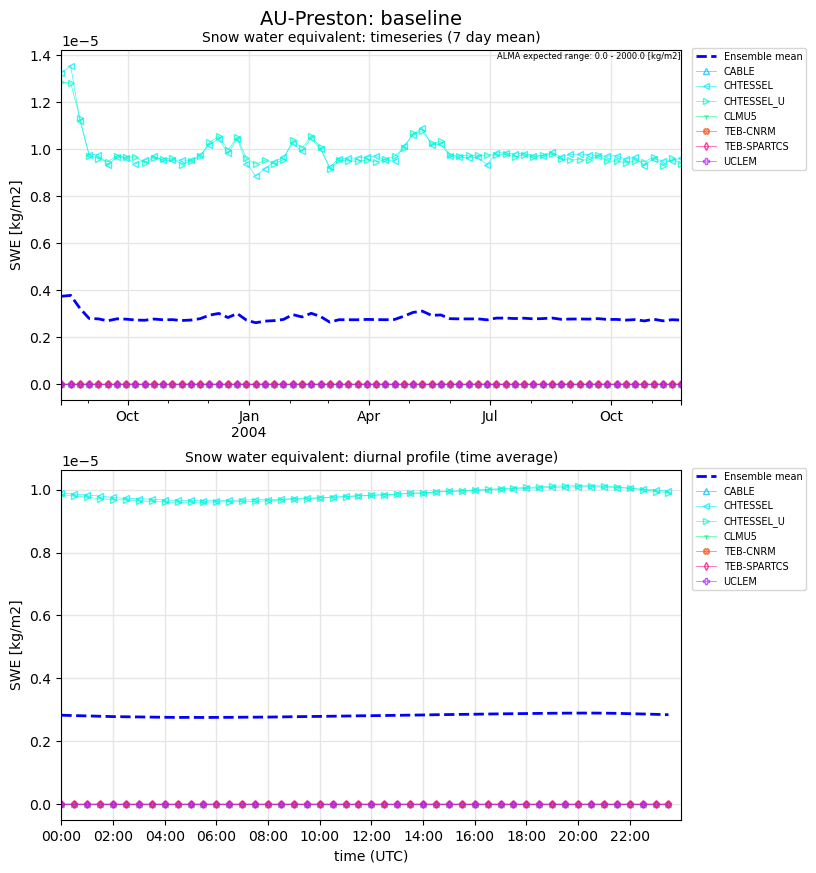 AU-Preston: baseline
Snow water equivalent: timeseries (7 day mean)
1e−5
ALMA expected range: 0.0 - 2000.0 [kg/m2]
1.4
1.2
1.0
0.8
0.6
0.4
0.2
0.0
SWE [kg/m2]
Oct
Jan
2004
Apr
Jul
Oct
Ensemble mean
CABLE
CHTESSEL
CHTESSEL_U
CLMU5
TEB-CNRM
TEB-SPARTCS
UCLEM
Snow water equivalent: diurnal profile (time average)
1e−5
1.0
0.8
0.6
0.4
0.2
0.0
SWE [kg/m2]
00:00 02:00 04:00 06:00 08:00 10:00 12:00 14:00 16:00 18:00 20:00 22:00
time (UTC)
Ensemble mean
CABLE
CHTESSEL
CHTESSEL_U
CLMU5
TEB-CNRM
TEB-SPARTCS
UCLEM